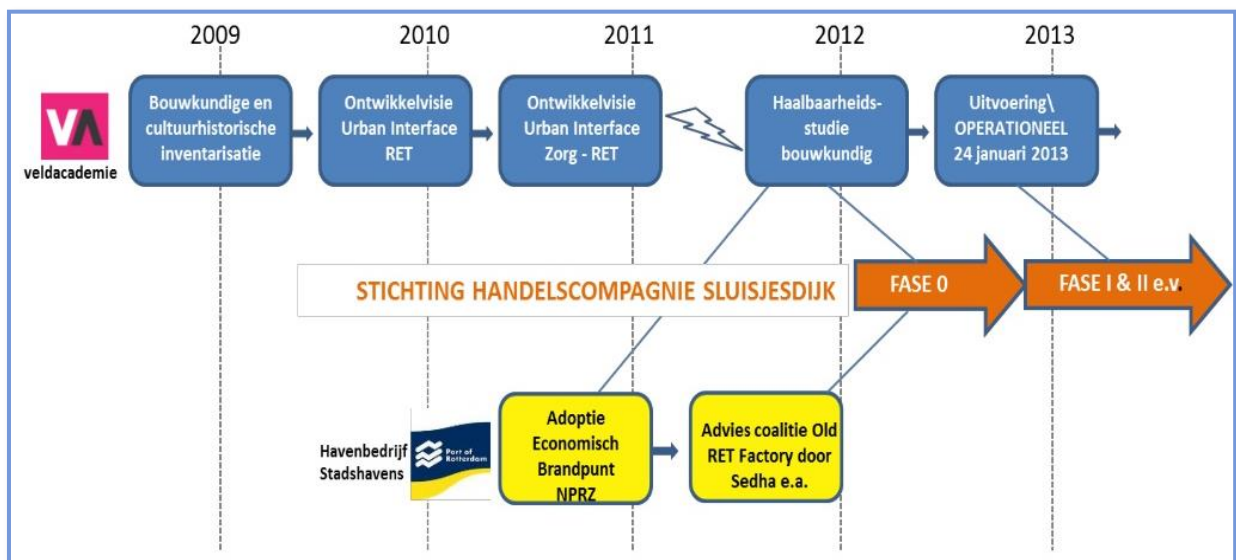 2009 2010 2011 2012 2013
VA
veldacademie
Bouwkundige en
cultuurhistorische
inventarisatie
Ontwikkelvisie
Urban Interface
RET
Ontwikkelvisie
Urban Interface
Zorg - RET
Haalbaarheids-
studie
bouwkundig
Uitvoering\
OPERATIONEEL
24 januari 2013
STICHTING HANDELSCOMPAGNIE SLUISJESDIJK
FASE 0
FASE I & II e.v.
Havenbedrijf
Stadshavens
Port of
Rotterdam
Adoptie
Economisch
Brandpunt
NPRZ
Advies coalitie Old
RET Factory door
Sedha e.a.